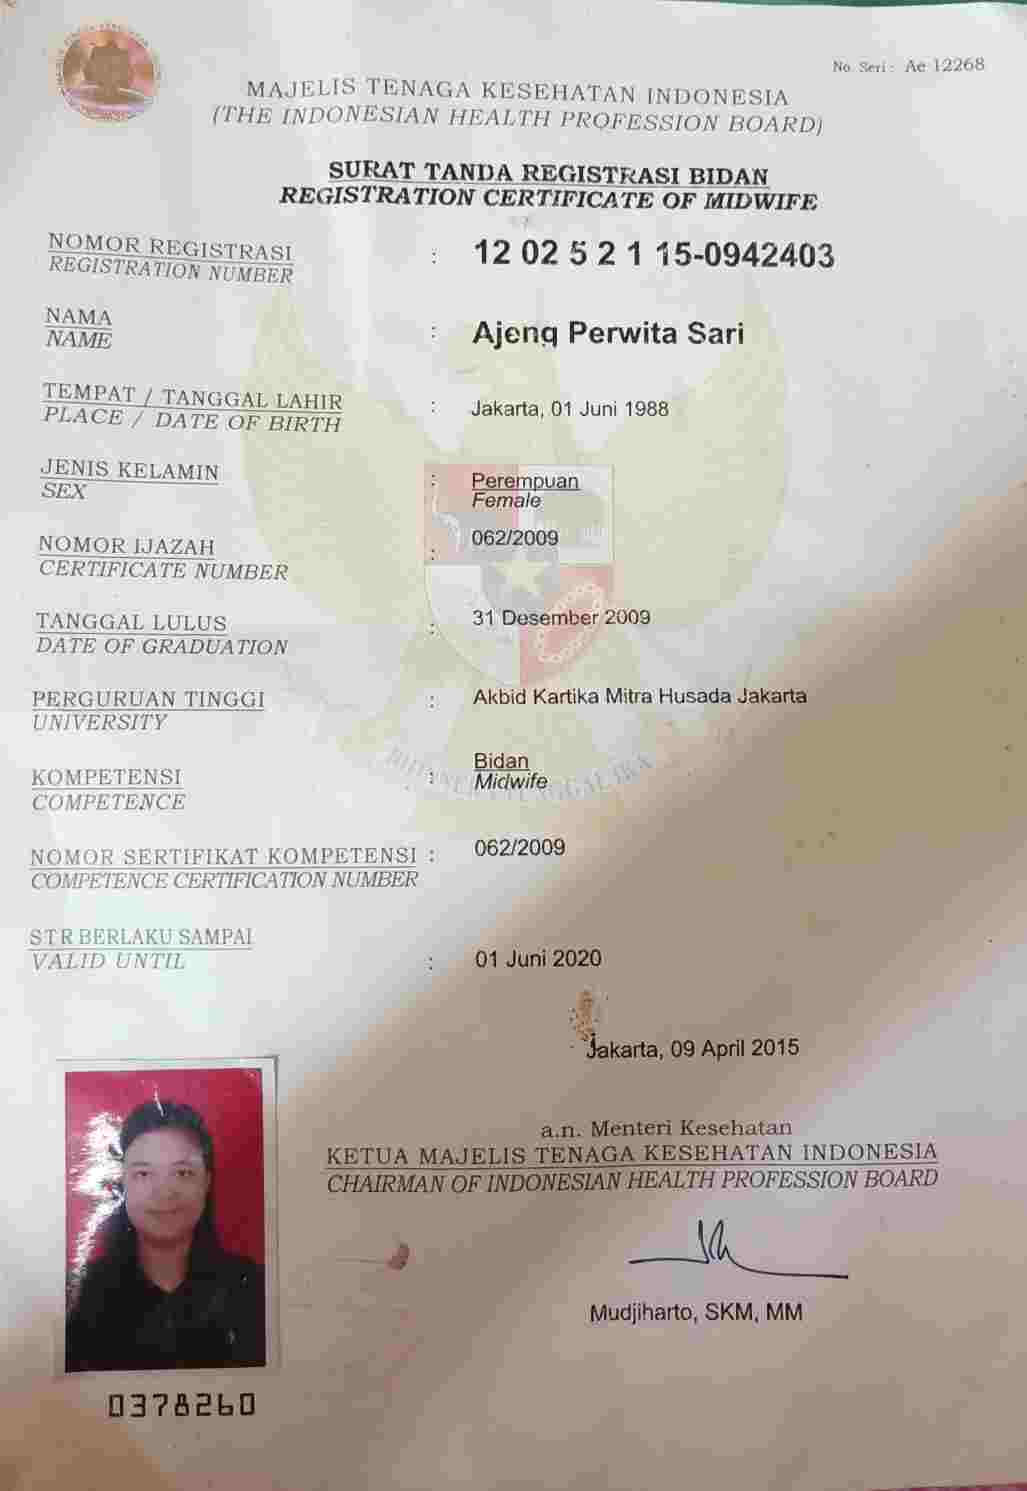 No. Seri : Ae 12268
MAJELIS TENAGA KESEHATAN INDONESIA
(THE INDONESIAN HEALTH PROFESSION BOARD)
SURAT TANDA REGISTRASI BIDAN
REGISTRATION CERTIFICATE OF MIDWIFE
NOMOR REGISTRASI : 12 02 5 2 1 15-0942403
REGISTRATION NUMBER
NAMA : Ajeng Perwita Sari
NAME
TEMPAT / TANGGAL LAHIR : Jakarta, 01 Juni 1988
PLACE / DATE OF BIRTH
JENIS KELAMIN : Perempuan
SEX Female
NOMOR IJAZAH : 062/2009
CERTIFICATE NUMBER
TANGGAL LULUS : 31 Desember 2009
DATE OF GRADUATION
PERGURUAN TINGGI : Akbid Kartika Mitra Husada Jakarta
UNIVERSITY
KOMPETENSI : Bidan
COMPETENCE Midwife
NOMOR SERTIFIKAT KOMPETENSI : 062/2009
COMPETENCE CERTIFICATION NUMBER
STR BERLAKU SAMPAI
VALID UNTIL : 01 Juni 2020
Jakarta, 09 April 2015
a.n. Menteri Kesehatan
KETUA MAJELIS TENAGA KESEHATAN INDONESIA
CHAIRMAN OF INDONESIAN HEALTH PROFESSION BOARD
Mudjiharto, SKM, MM
0378260